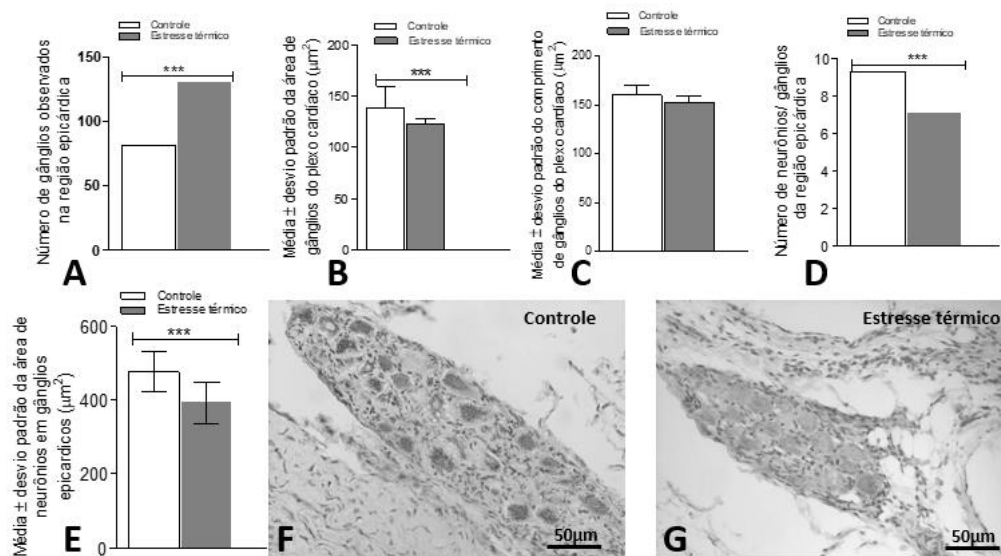 Controle
Estresse térmico
***
Número de gânglios observados
na região epicárdica
150
100
50
0
A
Controle
Estresse térmico
***
Média ± desvio padrão da área de
gânglios do plexo cardíaco (µm²)
200
150
100
50
0
B
Controle
Estresse térmico
Média ± desvio padrão do comprimento
de gânglios do plexo cardíaco (µm)
200
150
100
50
0
C
Controle
Estresse térmico
***
Número de neurônios/ gânglios
da região epicárdica
10
8
6
4
2
0
D
Controle
Estresse térmico
***
Média ± desvio padrão da área de
neurônios em gânglios
epicardicos (µm²)
600
400
200
0
E
Controle
F
50µm
Estresse térmico
G
50µm